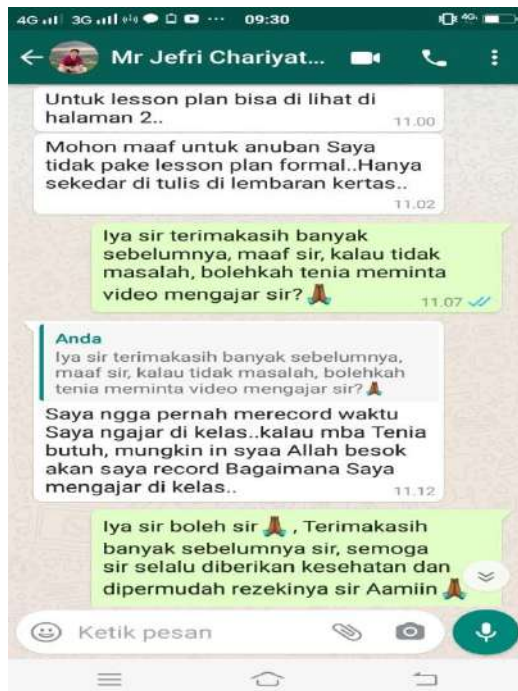 4G 3G 09:30 40
Mr Jefri Chariyat...
Untuk lesson plan bisa di lihat di
halaman 2..
11.00
Mohon maaf untuk anuban Saya
tidak pake lesson plan formal..Hanya
sekedar di tulis di lembaran kertas..
11.02
Iya sir terimakasih banyak
sebelumnya, maaf sir, kalau tidak
masalah, bolehkah tenia meminta
video mengajar sir? 🙏🏾
11.07
Anda
Iya sir terimakasih banyak sebelumnya,
maaf sir, kalau tidak masalah, bolehkah
tenia meminta video mengajar sir? 🙏🏾
Saya ngga pernah merecord waktu
Saya ngajar di kelas..kalau mba Tenia
butuh, mungkin in syaa Allah besok
akan saya record Bagaimana Saya
mengajar di kelas..
11.12
Iya sir boleh sir 🙏🏾 , Terimakasih
banyak sebelumnya sir, semoga
sir selalu diberikan kesehatan dan
dipermudah rezekinya sir Aamiin 🙏🏾
Ketik pesan